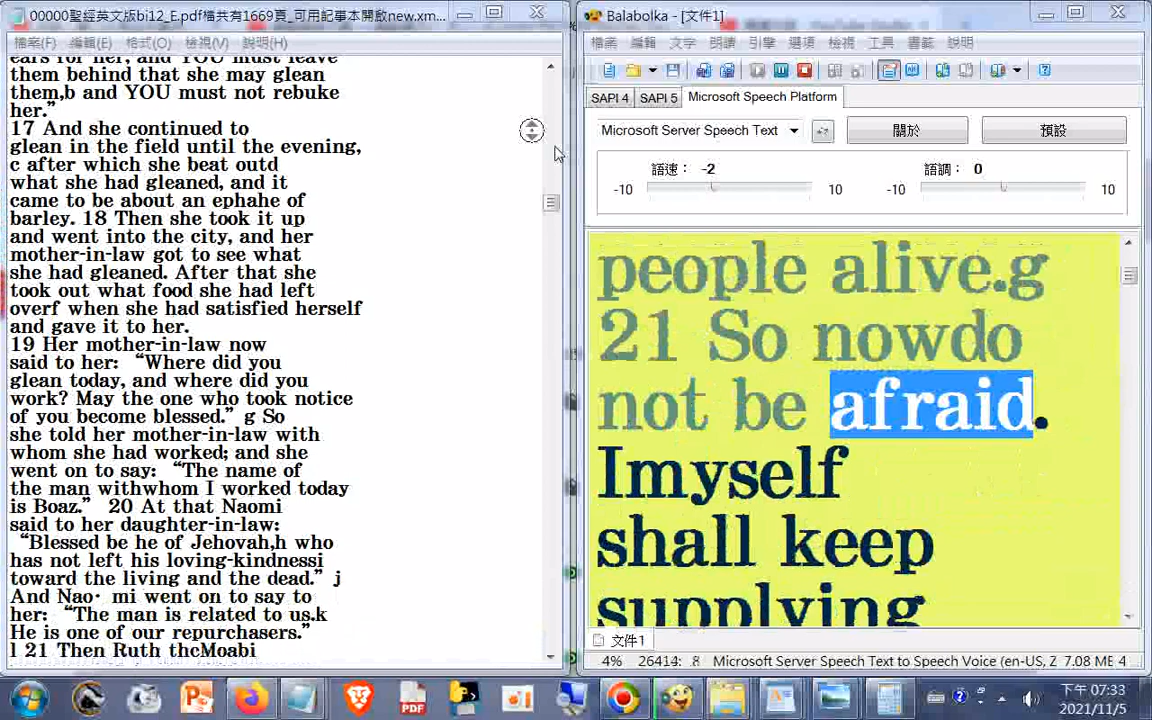 00000聖經英文版bi12_E.pdf檔共有1669頁_可用記事本開啟new.xm...
檔案(F) 編輯(E) 格式(O) 檢視(V) 說明(H)
ears for her, and YOU must leave
them behind that she may glean
them,b and YOU must not rebuke
her.”
17 And she continued to
glean in the field until the evening,
c after which she beat outd
what she had gleaned, and it
came to be about an ephahe of
barley. 18 Then she took it up
and went into the city, and her
mother-in-law got to see what
she had gleaned. After that she
took out what food she had left
overf when she had satisfied herself
and gave it to her.
19 Her mother-in-law now
said to her: “Where did you
glean today, and where did you
work? May the one who took notice
of you become blessed.” g So
she told her mother-in-law with
whom she had worked; and she
went on to say: “The name of
the man withwhom I worked today
is Boaz.” 20 At that Naomi
said to her daughter-in-law:
“Blessed be he of Jehovah,h who
has not left his loving-kindnessi
toward the living and the dead.” j
And Nao· mi went on to say to
her: “The man is related to us.k
He is one of our repurchasers.”
l 21 Then Ruth thcMoabi
Balabolka - [文件1]
檔案 編輯 文字 朗讀 引擎 選項 檢視 工具 書籤 說明
SAPI 4 SAPI 5 Microsoft Speech Platform
Microsoft Server Speech Text 關於 預設
語速： -2 語調： 0
-10 10 -10 10
people alive.g
21 So nowdo
not be afraid.
Imyself
shall keep
supplying
文件1
4% 26414: 8 Microsoft Server Speech Text to Speech Voice (en-US, Z 7.08 ME 4
下午 07:33
2021/11/5